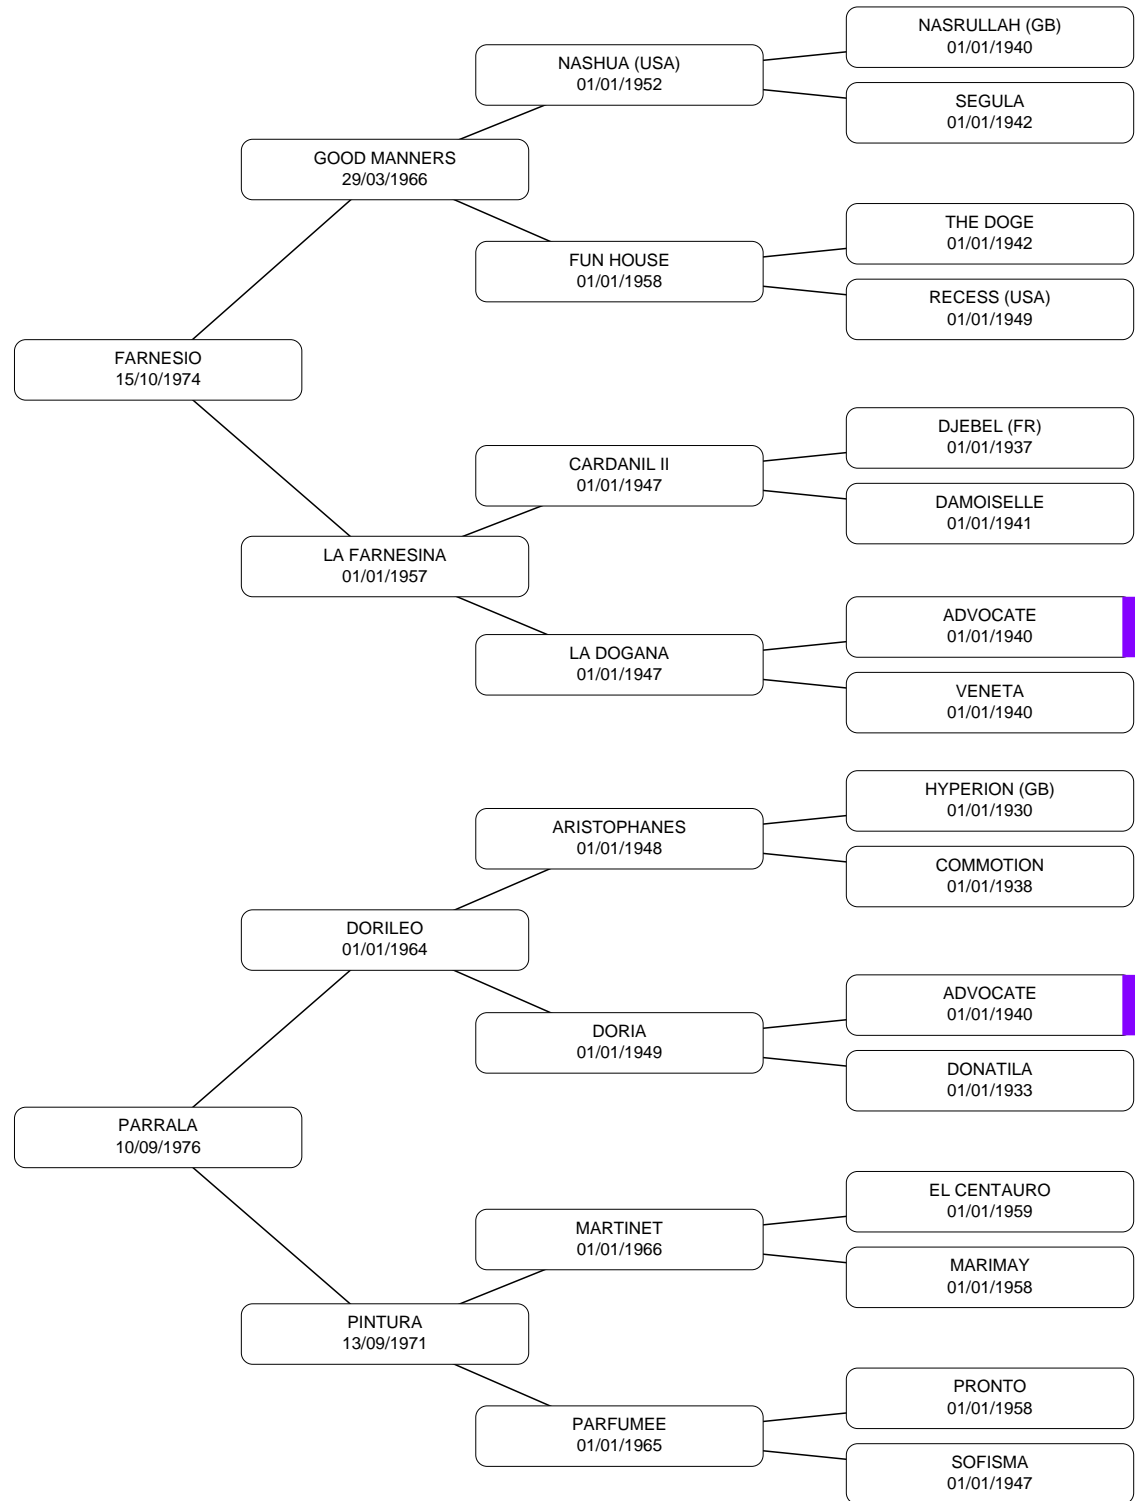 NASRULLAH (GB)
01/01/1940
NASHUA (USA)
01/01/1952
SEGULA
01/01/1942
GOOD MANNERS
29/03/1966
THE DOGE
01/01/1942
FUN HOUSE
01/01/1958
RECESS (USA)
01/01/1949
FARNESIO
15/10/1974
DJEBEL (FR)
01/01/1937
CARDANIL II
01/01/1947
DAMOISELLE
01/01/1941
LA FARNESINA
01/01/1957
ADVOCATE
01/01/1940
LA DOGANA
01/01/1947
VENETA
01/01/1940
HYPERION (GB)
01/01/1930
ARISTOPHANES
01/01/1948
COMMOTION
01/01/1938
DORILEO
01/01/1964
ADVOCATE
01/01/1940
DORIA
01/01/1949
DONATILA
01/01/1933
PARRALA
10/09/1976
EL CENTAURO
01/01/1959
MARTINET
01/01/1966
MARIMAY
01/01/1958
PINTURA
13/09/1971
PRONTO
01/01/1958
PARFUMEE
01/01/1965
SOFISMA
01/01/1947